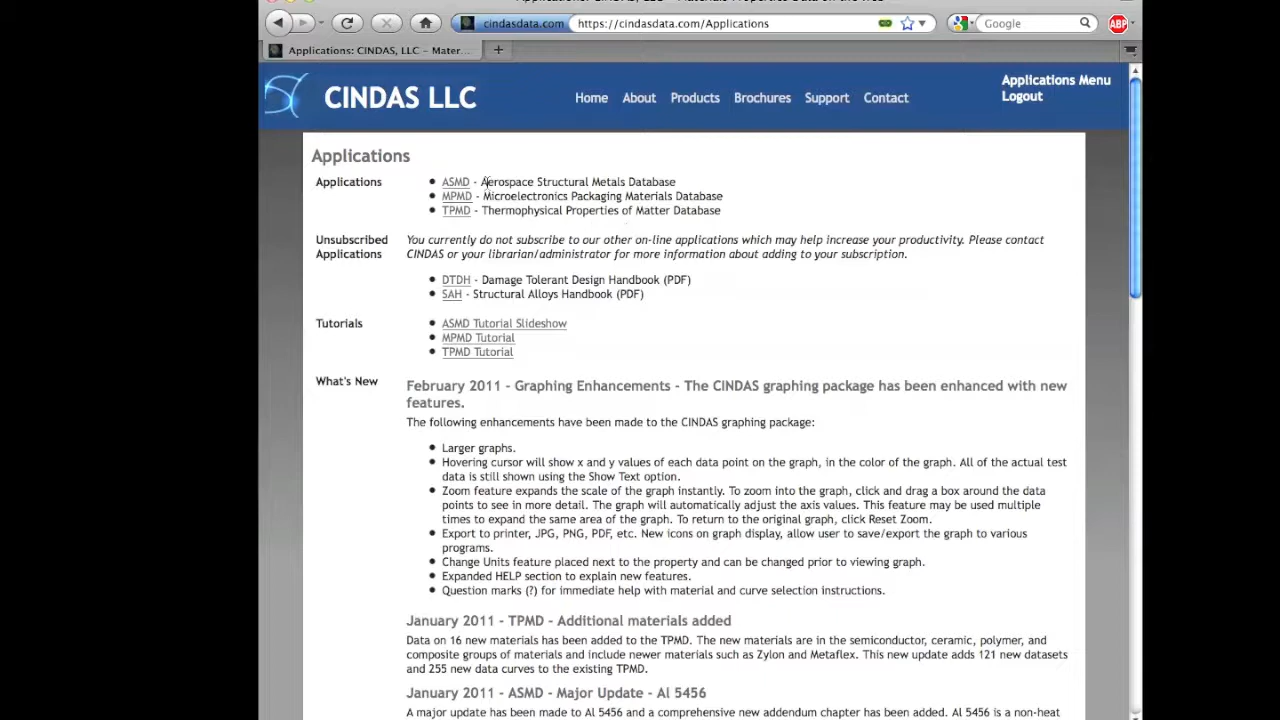 cindasdata.com https://cindasdata.com/Applications Google ABP
Applications: CINDAS, LLC – Mater... +
CINDAS LLC
Home About Products Brochures Support Contact
Applications Menu
Logout
Applications
Applications
• ASMD - Aerospace Structural Metals Database
• MPMD - Microelectronics Packaging Materials Database
• TPMD - Thermophysical Properties of Matter Database
Unsubscribed
Applications
You currently do not subscribe to our other on-line applications which may help increase your productivity. Please contact
CINDAS or your librarian/administrator for more information about adding to your subscription.
• DTDH - Damage Tolerant Design Handbook (PDF)
• SAH - Structural Alloys Handbook (PDF)
Tutorials
• ASMD Tutorial Slideshow
• MPMD Tutorial
• TPMD Tutorial
What's New
February 2011 - Graphing Enhancements - The CINDAS graphing package has been enhanced with new
features.
The following enhancements have been made to the CINDAS graphing package:
• Larger graphs.
• Hovering cursor will show x and y values of each data point on the graph, in the color of the graph. All of the actual test
data is still shown using the Show Text option.
• Zoom feature expands the scale of the graph instantly. To zoom into the graph, click and drag a box around the data
points to see in more detail. The graph will automatically adjust the axis values. This feature may be used multiple
times to expand the same area of the graph. To return to the original graph, click Reset Zoom.
• Export to printer, JPG, PNG, PDF, etc. New icons on graph display, allow user to save/export the graph to various
programs.
• Change Units feature placed next to the property and can be changed prior to viewing graph.
• Expanded HELP section to explain new features.
• Question marks (?) for immediate help with material and curve selection instructions.
January 2011 - TPMD - Additional materials added
Data on 16 new materials has been added to the TPMD. The new materials are in the semiconductor, ceramic, polymer, and
composite groups of materials and include newer materials such as Zylon and Metaflex. This new update adds 121 new datasets
and 255 new data curves to the existing TPMD.
January 2011 - ASMD - Major Update - Al 5456
A major update has been made to Al 5456 and a comprehensive new addendum chapter has been added. Al 5456 is a non-heat